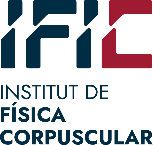 IFIC
INSTITUT DE
FÍSICA
CORPUSCULAR